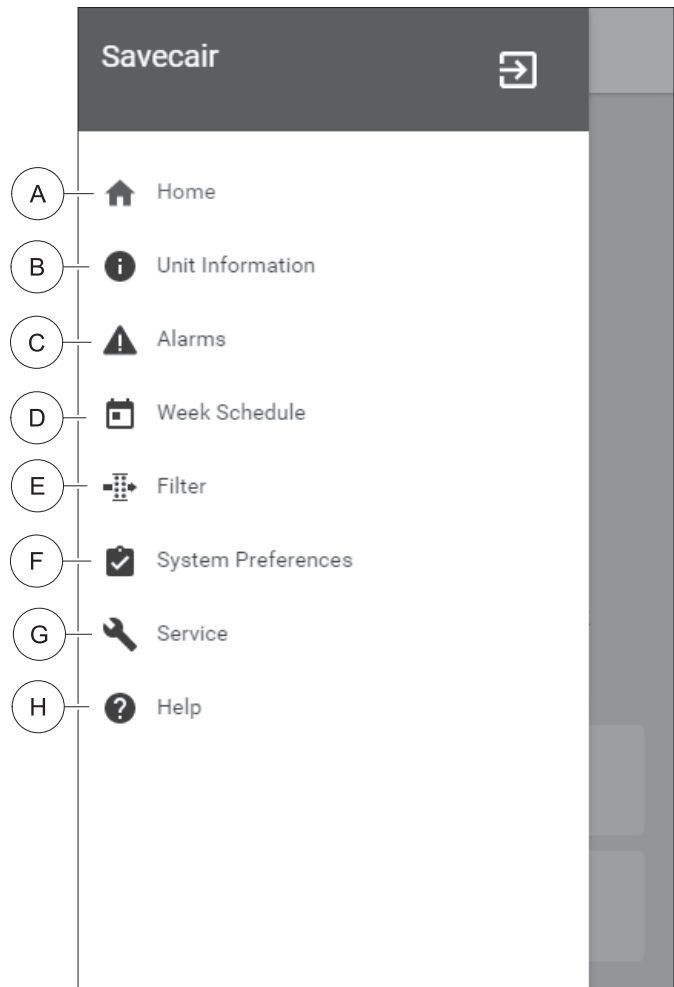 Savecair
A Home
B Unit Information
C Alarms
D Week Schedule
E Filter
F System Preferences
G Service
H Help